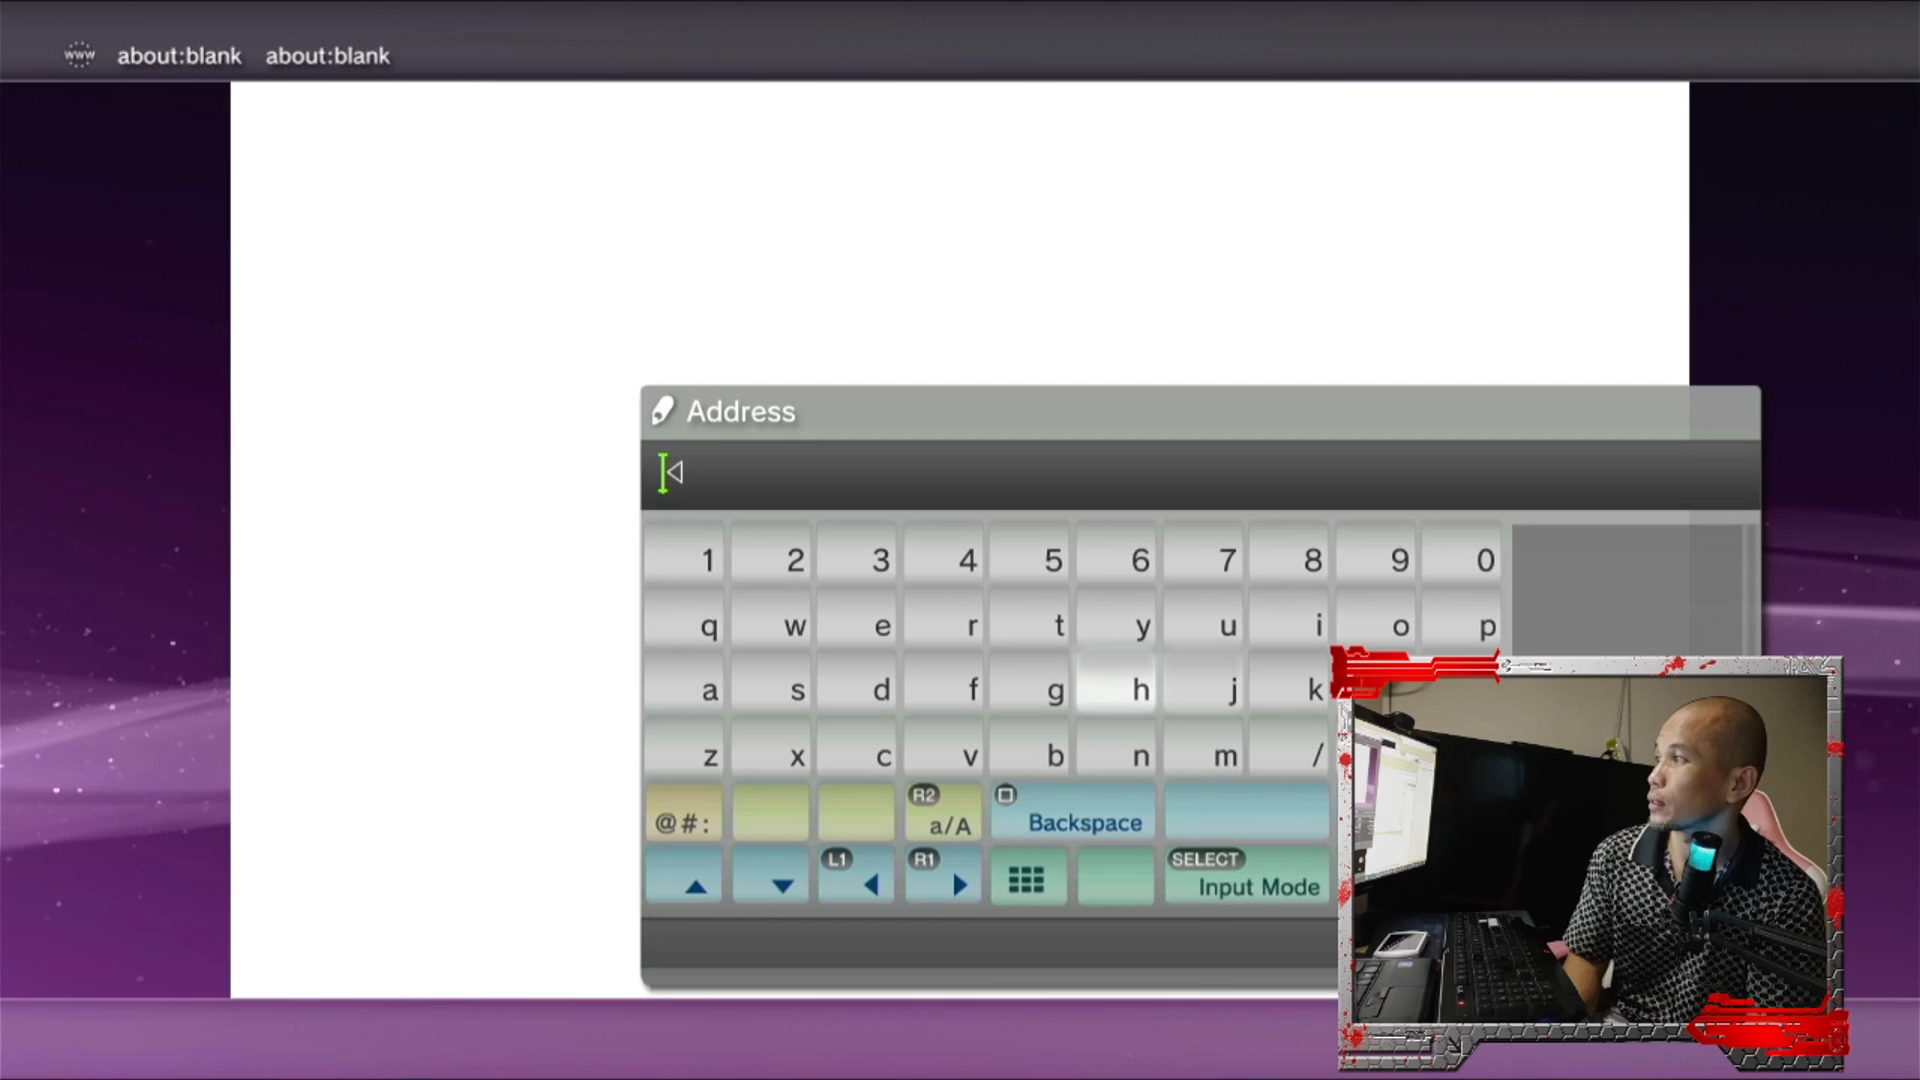 www about:blank about:blank
Address
1 2 3 4 5 6 7 8 9 0
q w e r t y u i o p
a s d f g h j k
z x c v b n m /
@#: R2 a/A Backspace
L1 R1 SELECT Input Mode